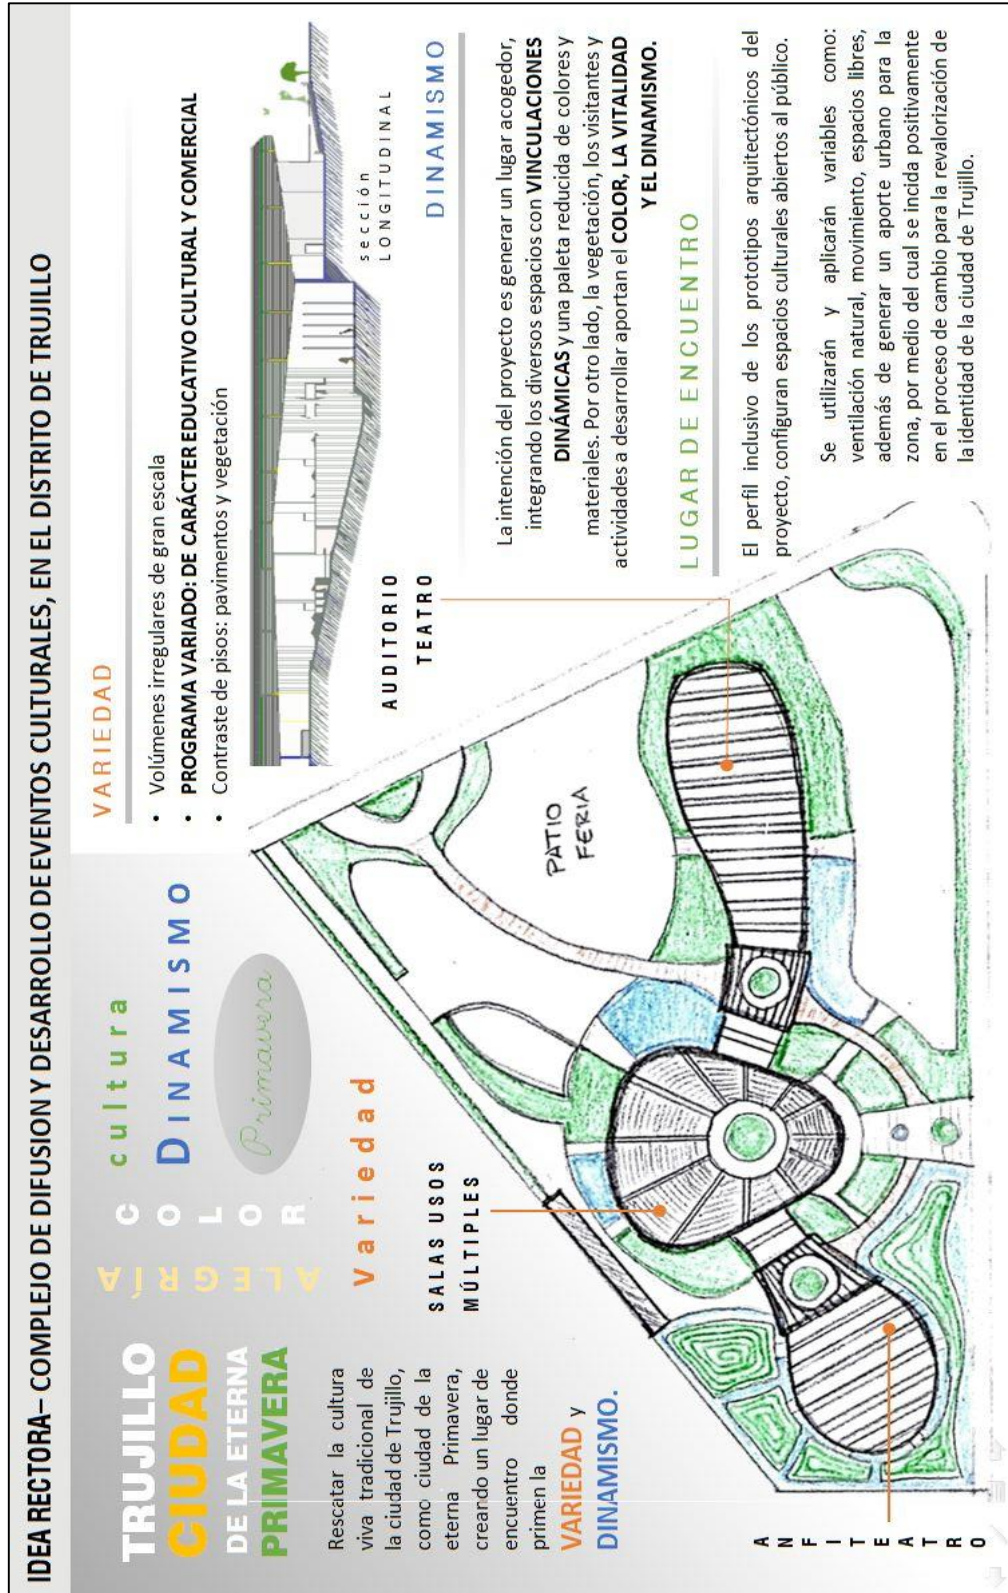 IDEA RECTORA– COMPLEJO DE DIFUSION Y DESARROLLO DE EVENTOS CULTURALES, EN EL DISTRITO DE TRUJILLO
TRUJILLO
CIUDAD
DE LA ETERNA
PRIMAVERA
ALEGRÍA
COLOR
cultura
DINAMISMO
Primavera
Variedad
Rescatar la cultura
viva tradicional de
la ciudad de Trujillo,
como ciudad de la
eterna Primavera,
creando un lugar de
encuentro donde
primen la
VARIEDAD y
DINAMISMO.
SALAS USOS
MÚLTIPLES
ANFITEATRO
PATIO
FERIA
AUDITORIO
TEATRO
VARIEDAD
• Volúmenes irregulares de gran escala
• PROGRAMA VARIADO: DE CARÁCTER EDUCATIVO CULTURAL Y COMERCIAL
• Contraste de pisos: pavimentos y vegetación
sección
LONGITUDINAL
DINAMISMO
La intención del proyecto es generar un lugar acogedor,
integrando los diversos espacios con VINCULACIONES
DINÁMICAS y una paleta reducida de colores y
materiales. Por otro lado, la vegetación, los visitantes y
actividades a desarrollar aportan el COLOR, LA VITALIDAD
Y EL DINAMISMO.
LUGAR DE ENCUENTRO
El perfil inclusivo de los prototipos arquitectónicos del
proyecto, configuran espacios culturales abiertos al público.
Se utilizarán y aplicarán variables como:
ventilación natural, movimiento, espacios libres,
además de generar un aporte urbano para la
zona, por medio del cual se incida positivamente
en el proceso de cambio para la revalorización de
la identidad de la ciudad de Trujillo.